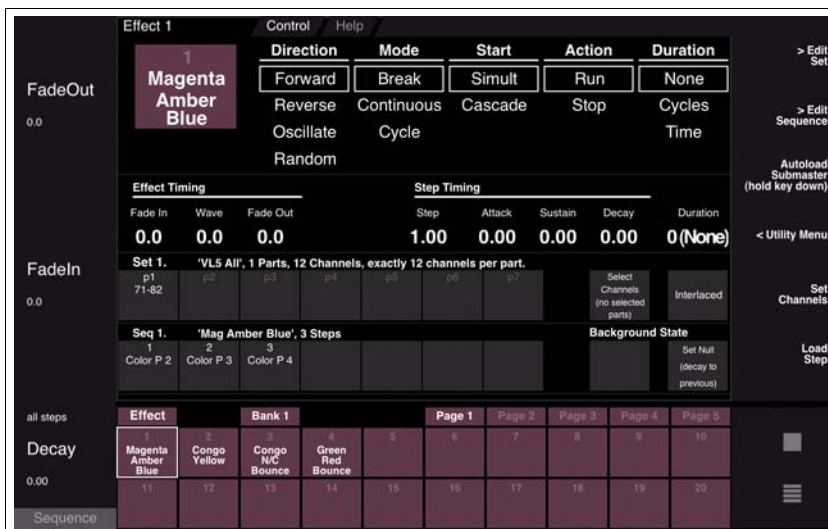 Effect 1
Control
Help
1
Magenta
Amber
Blue
Direction Mode Start Action Duration
Forward Break Simult Run None
Reverse Continuous Cascade Stop Cycles
Oscillate Cycle Time
Random
Effect Timing
Step Timing
Fade In Wave Fade Out Step Attack Sustain Decay Duration
0.0 0.0 0.0 1.00 0.00 0.00 0.00 0 (None)
Set 1. 'VL5 All', 1 Parts, 12 Channels, exactly 12 channels per part.
p1 p2 p3 p4 p5 p6 p7
71-82
Select
Channels
(no selected
parts)
Interlaced
Seq 1. 'Mag Amber Blue', 3 Steps
Background State
1 2 3
Color P 2 Color P 3 Color P 4
Set Null
(decay to
previous)
FadeOut
0.0
FadeIn
0.0
all steps
Decay
0.00
Sequence
> Edit
Set
> Edit
Sequence
Autoload
Submaster
(hold key down)
< Utility Menu
Set
Channels
Load
Step
Effect Bank 1 Page 1 Page 2 Page 3 Page 4 Page 5
1
Magenta
Amber
Blue
2
Congo
Yellow
3
Congo
N/C
Bounce
4
Green
Red
Bounce
5 6 7 8 9 10
11 12 13 14 15 16 17 18 19 20